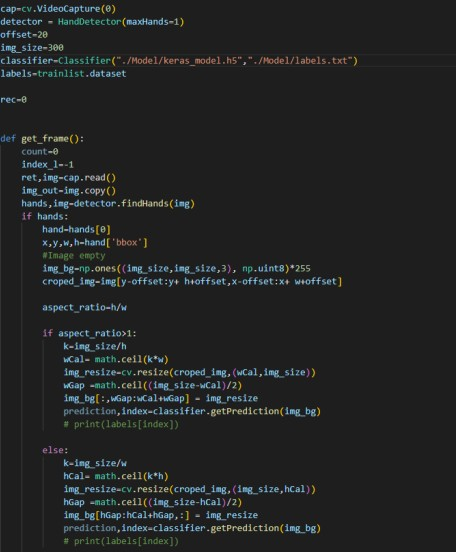 cap=cv.VideoCapture(0)
detector = HandDetector(maxHands=1)
offset=20
img_size=300
classifier=Classifier("./Model/keras_model.h5","./Model/labels.txt")
labels=trainlist.dataset
rec=0
def get_frame():
    count=0
    index_l=-1
    ret,img=cap.read()
    img_out=img.copy()
    hands,img=detector.findHands(img)
    if hands:
        hand=hands[0]
        x,y,w,h=hand['bbox']
        #Image empty
        img_bg=np.ones((img_size,img_size,3), np.uint8)*255
        croped_img=img[y-offset:y+ h+offset,x-offset:x+ w+offset]
        aspect_ratio=h/w
        if aspect_ratio>1:
            k=img_size/h
            wCal= math.ceil(k*w)
            img_resize=cv.resize(croped_img,(wCal,img_size))
            wGap =math.ceil((img_size-wCal)/2)
            img_bg[:,wGap:wCal+wGap] = img_resize
            prediction,index=classifier.getPrediction(img_bg)
            # print(labels[index])
        else:
            k=img_size/w
            hCal= math.ceil(k*h)
            img_resize=cv.resize(croped_img,(img_size,hCal))
            hGap =math.ceil((img_size-hCal)/2)
            img_bg[hGap:hCal+hGap,:] = img_resize
            prediction,index=classifier.getPrediction(img_bg)
            # print(labels[index])